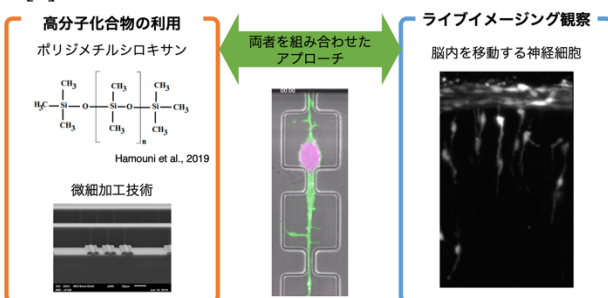 高分子化合物の利用
ポリジメチルシロキサン
CH₃ CH₃ CH₃
H₃C Si O Si O Si CH₃
CH₃ CH₃ CH₃
n
Hamouni et al., 2019
微細加工技術
両者を組み合わせた
アプローチ
00:00
ライブイメージング観察
脳内を移動する神経細胞